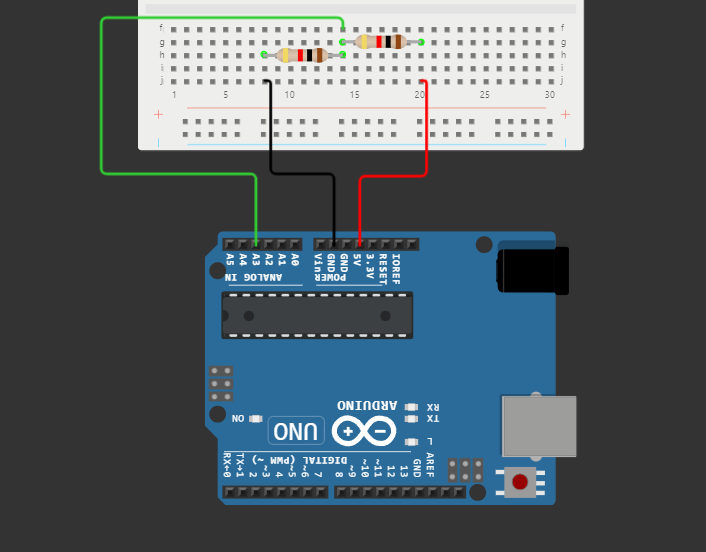 f f
g g
h h
i i
j j
1 5 10 15 20 25 30
+ +
A5 A4 A3 A2 A1 A0 Vin GND GND 5V 3.3V RESET IOREF
ANALOG IN POWER
ARDUINO
RX
TX
UNO
ON
L
DIGITAL (PWM ~)
RX←0 TX→1 2 ~3 4 ~5 ~6 7 8 ~9 ~10 ~11 12 13 GND AREF